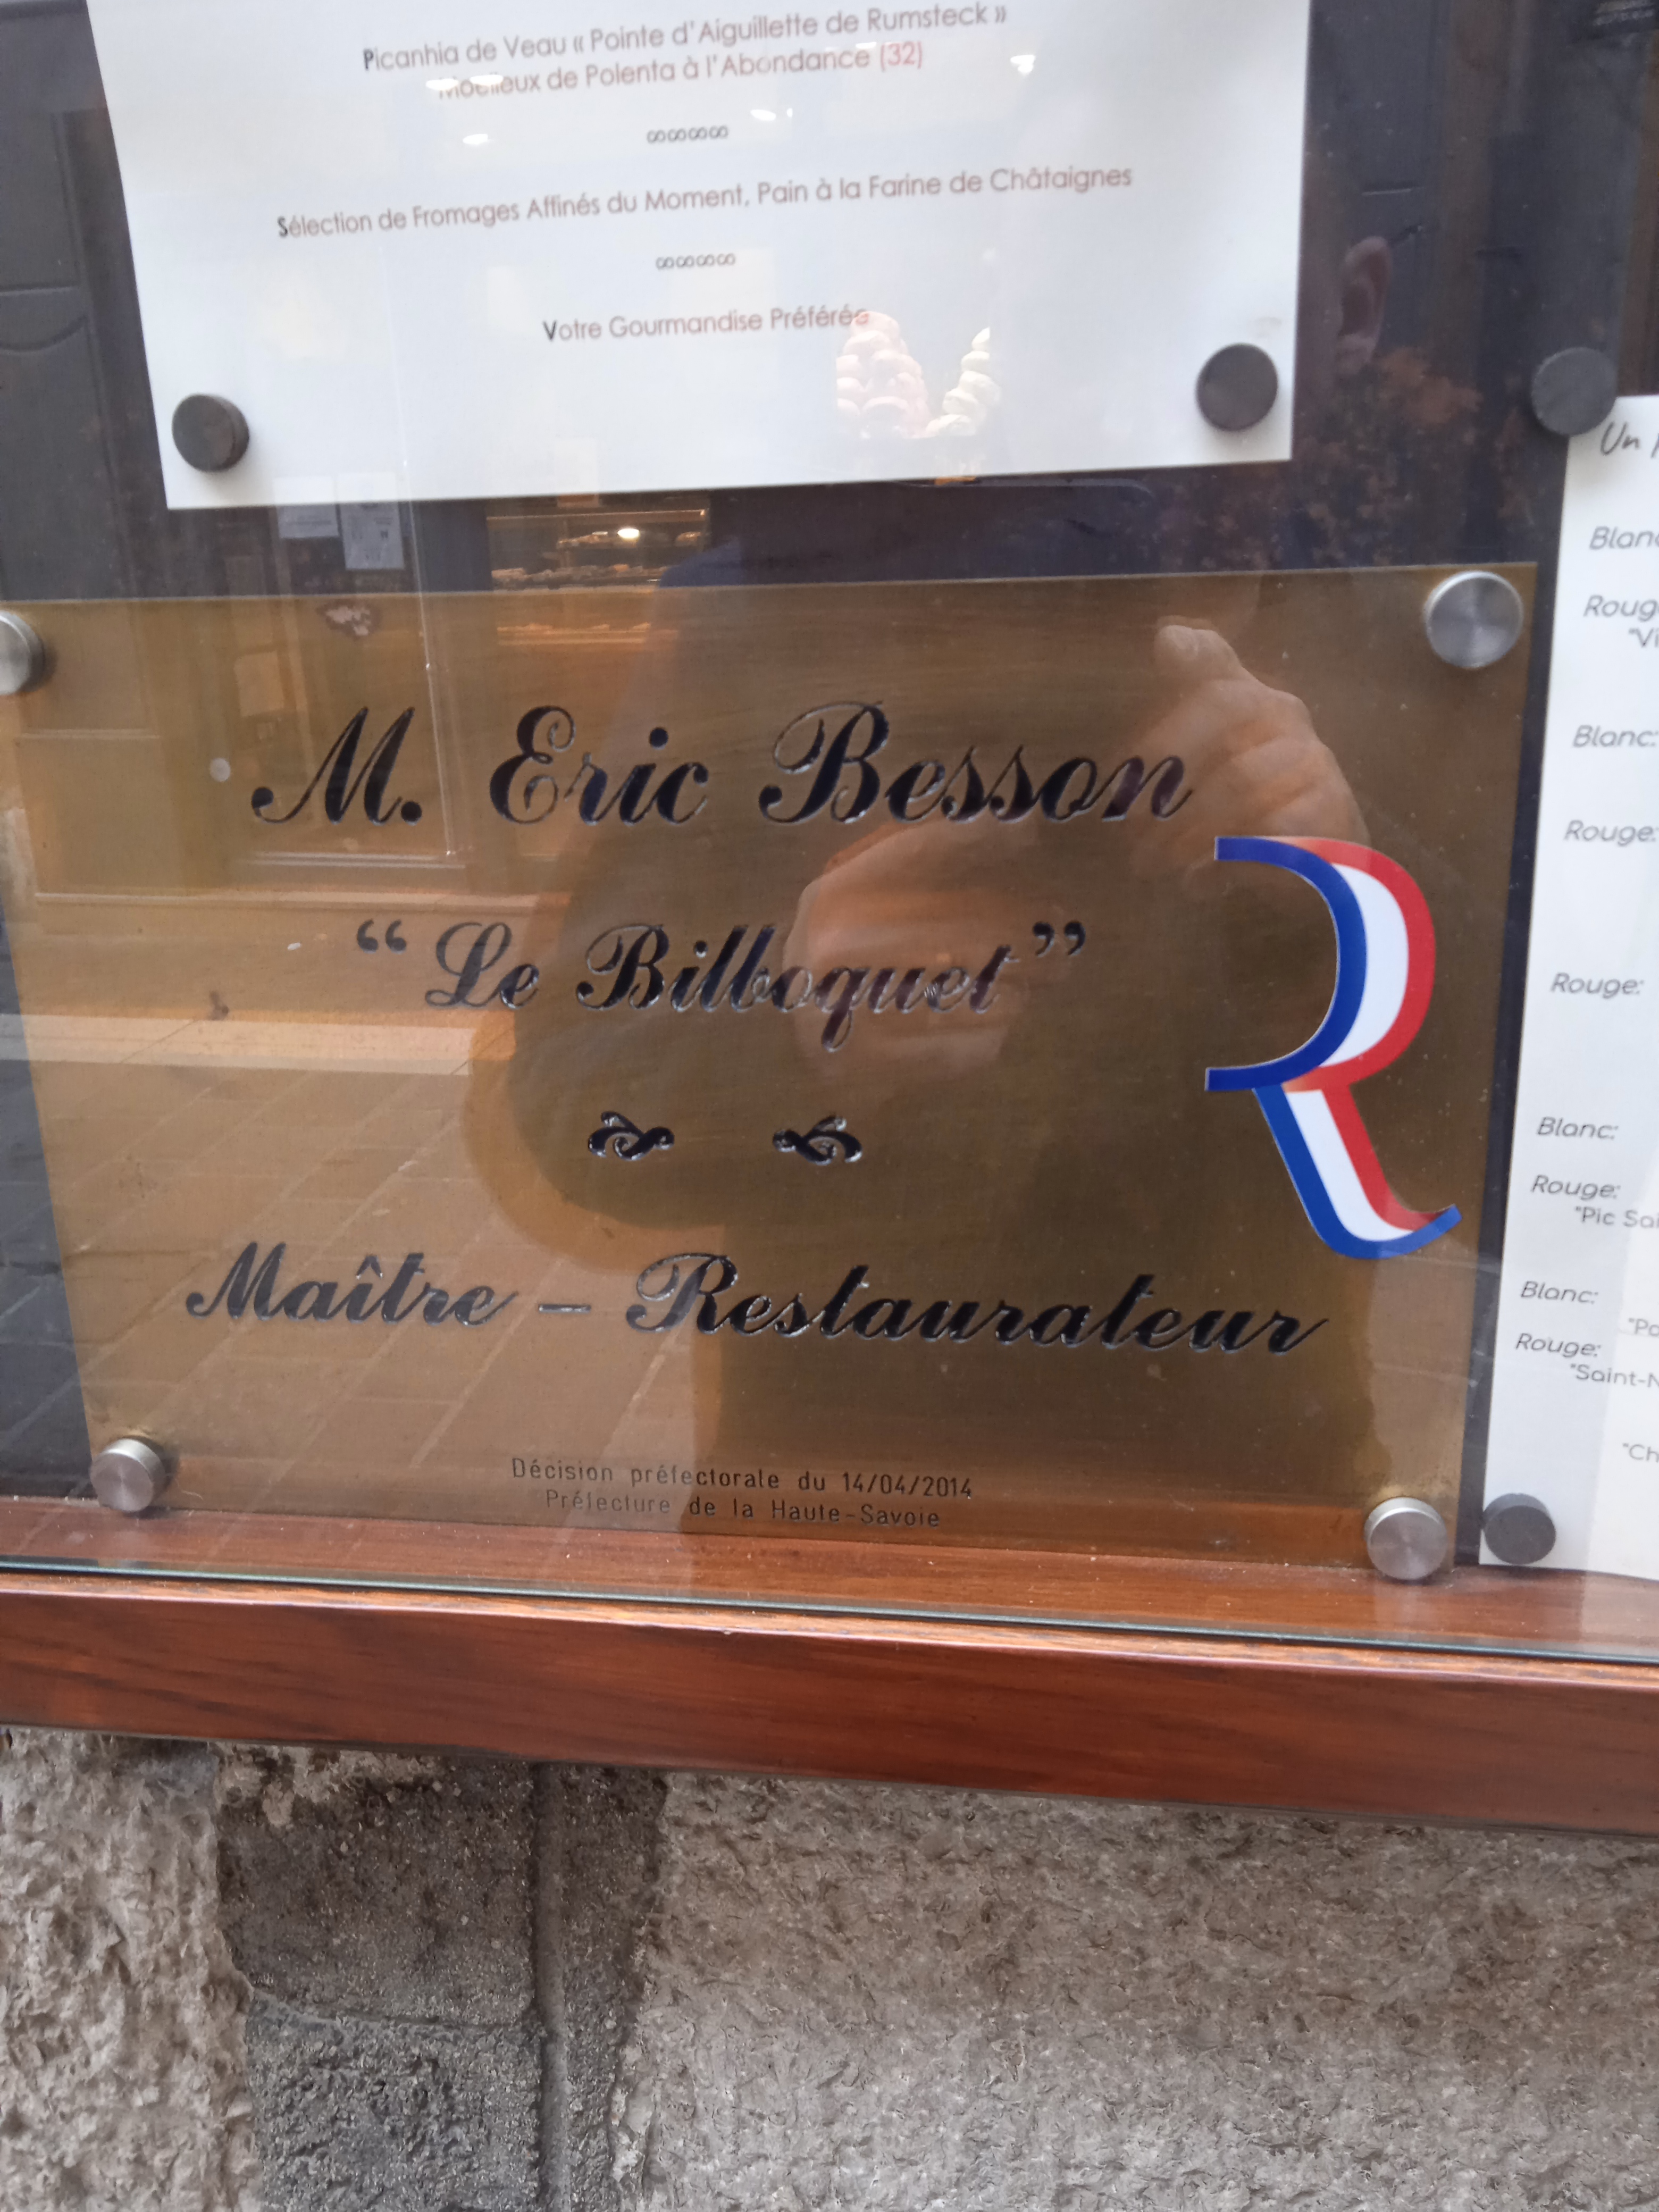 Picanhia de Veau « Pointe d'Aiguillette de Rumsteck »
Moelleux de Polenta à l'Abondance (32)
Sélection de Fromages Affinés du Moment, Pain à la Farine de Châtaignes
Votre Gourmandise Préférée
M. Eric Besson
“Le Bilboquet”
Maître - Restaurateur
R
Décision préfectorale du 14/04/2014
Préfecture de la Haute-Savoie
Un
Blanc
Rouge
Blanc:
Rouge:
Rouge:
Blanc:
Rouge:
"Pic
Blanc:
Rouge: